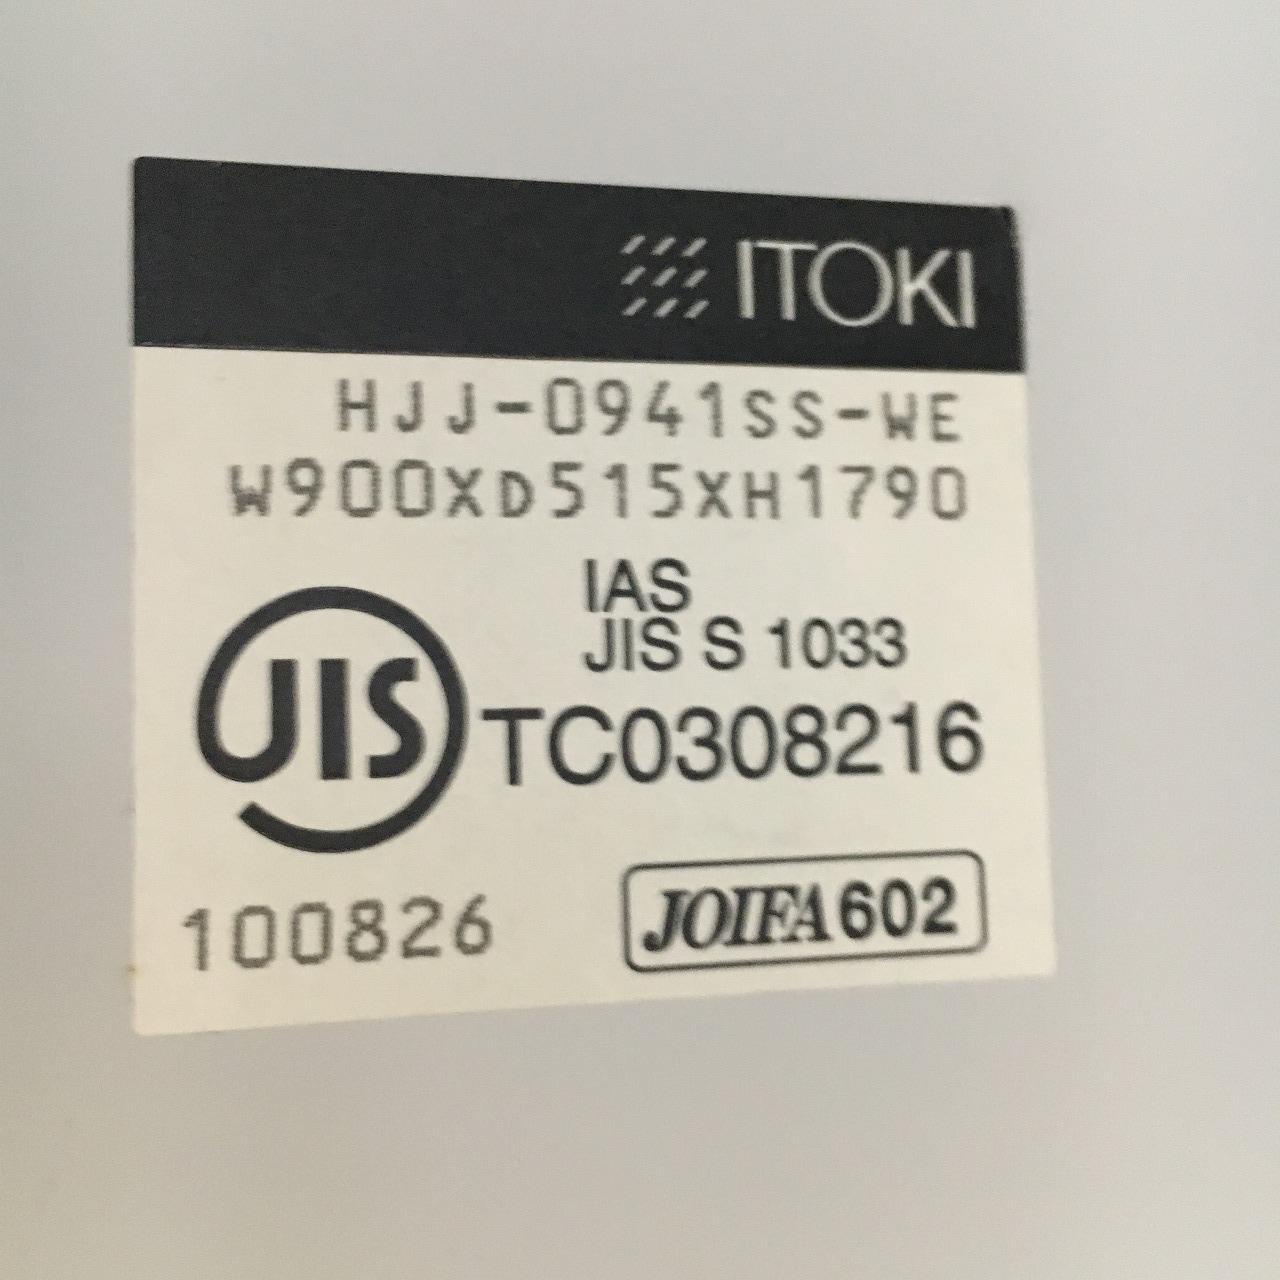 ITOKI
HJJ-0941SS-WE
W900XD515XH1790
IAS
JIS S 1033
JIS
TC0308216
100826
JOIFA602